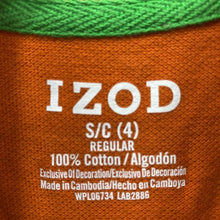 IZOD
S/C (4)
REGULAR
100% Cotton / Algodón
Exclusive Of Decoration/Exclusivo De Decoración
Made in Cambodia/Hecho en Camboya
WPL06734 LAB2886